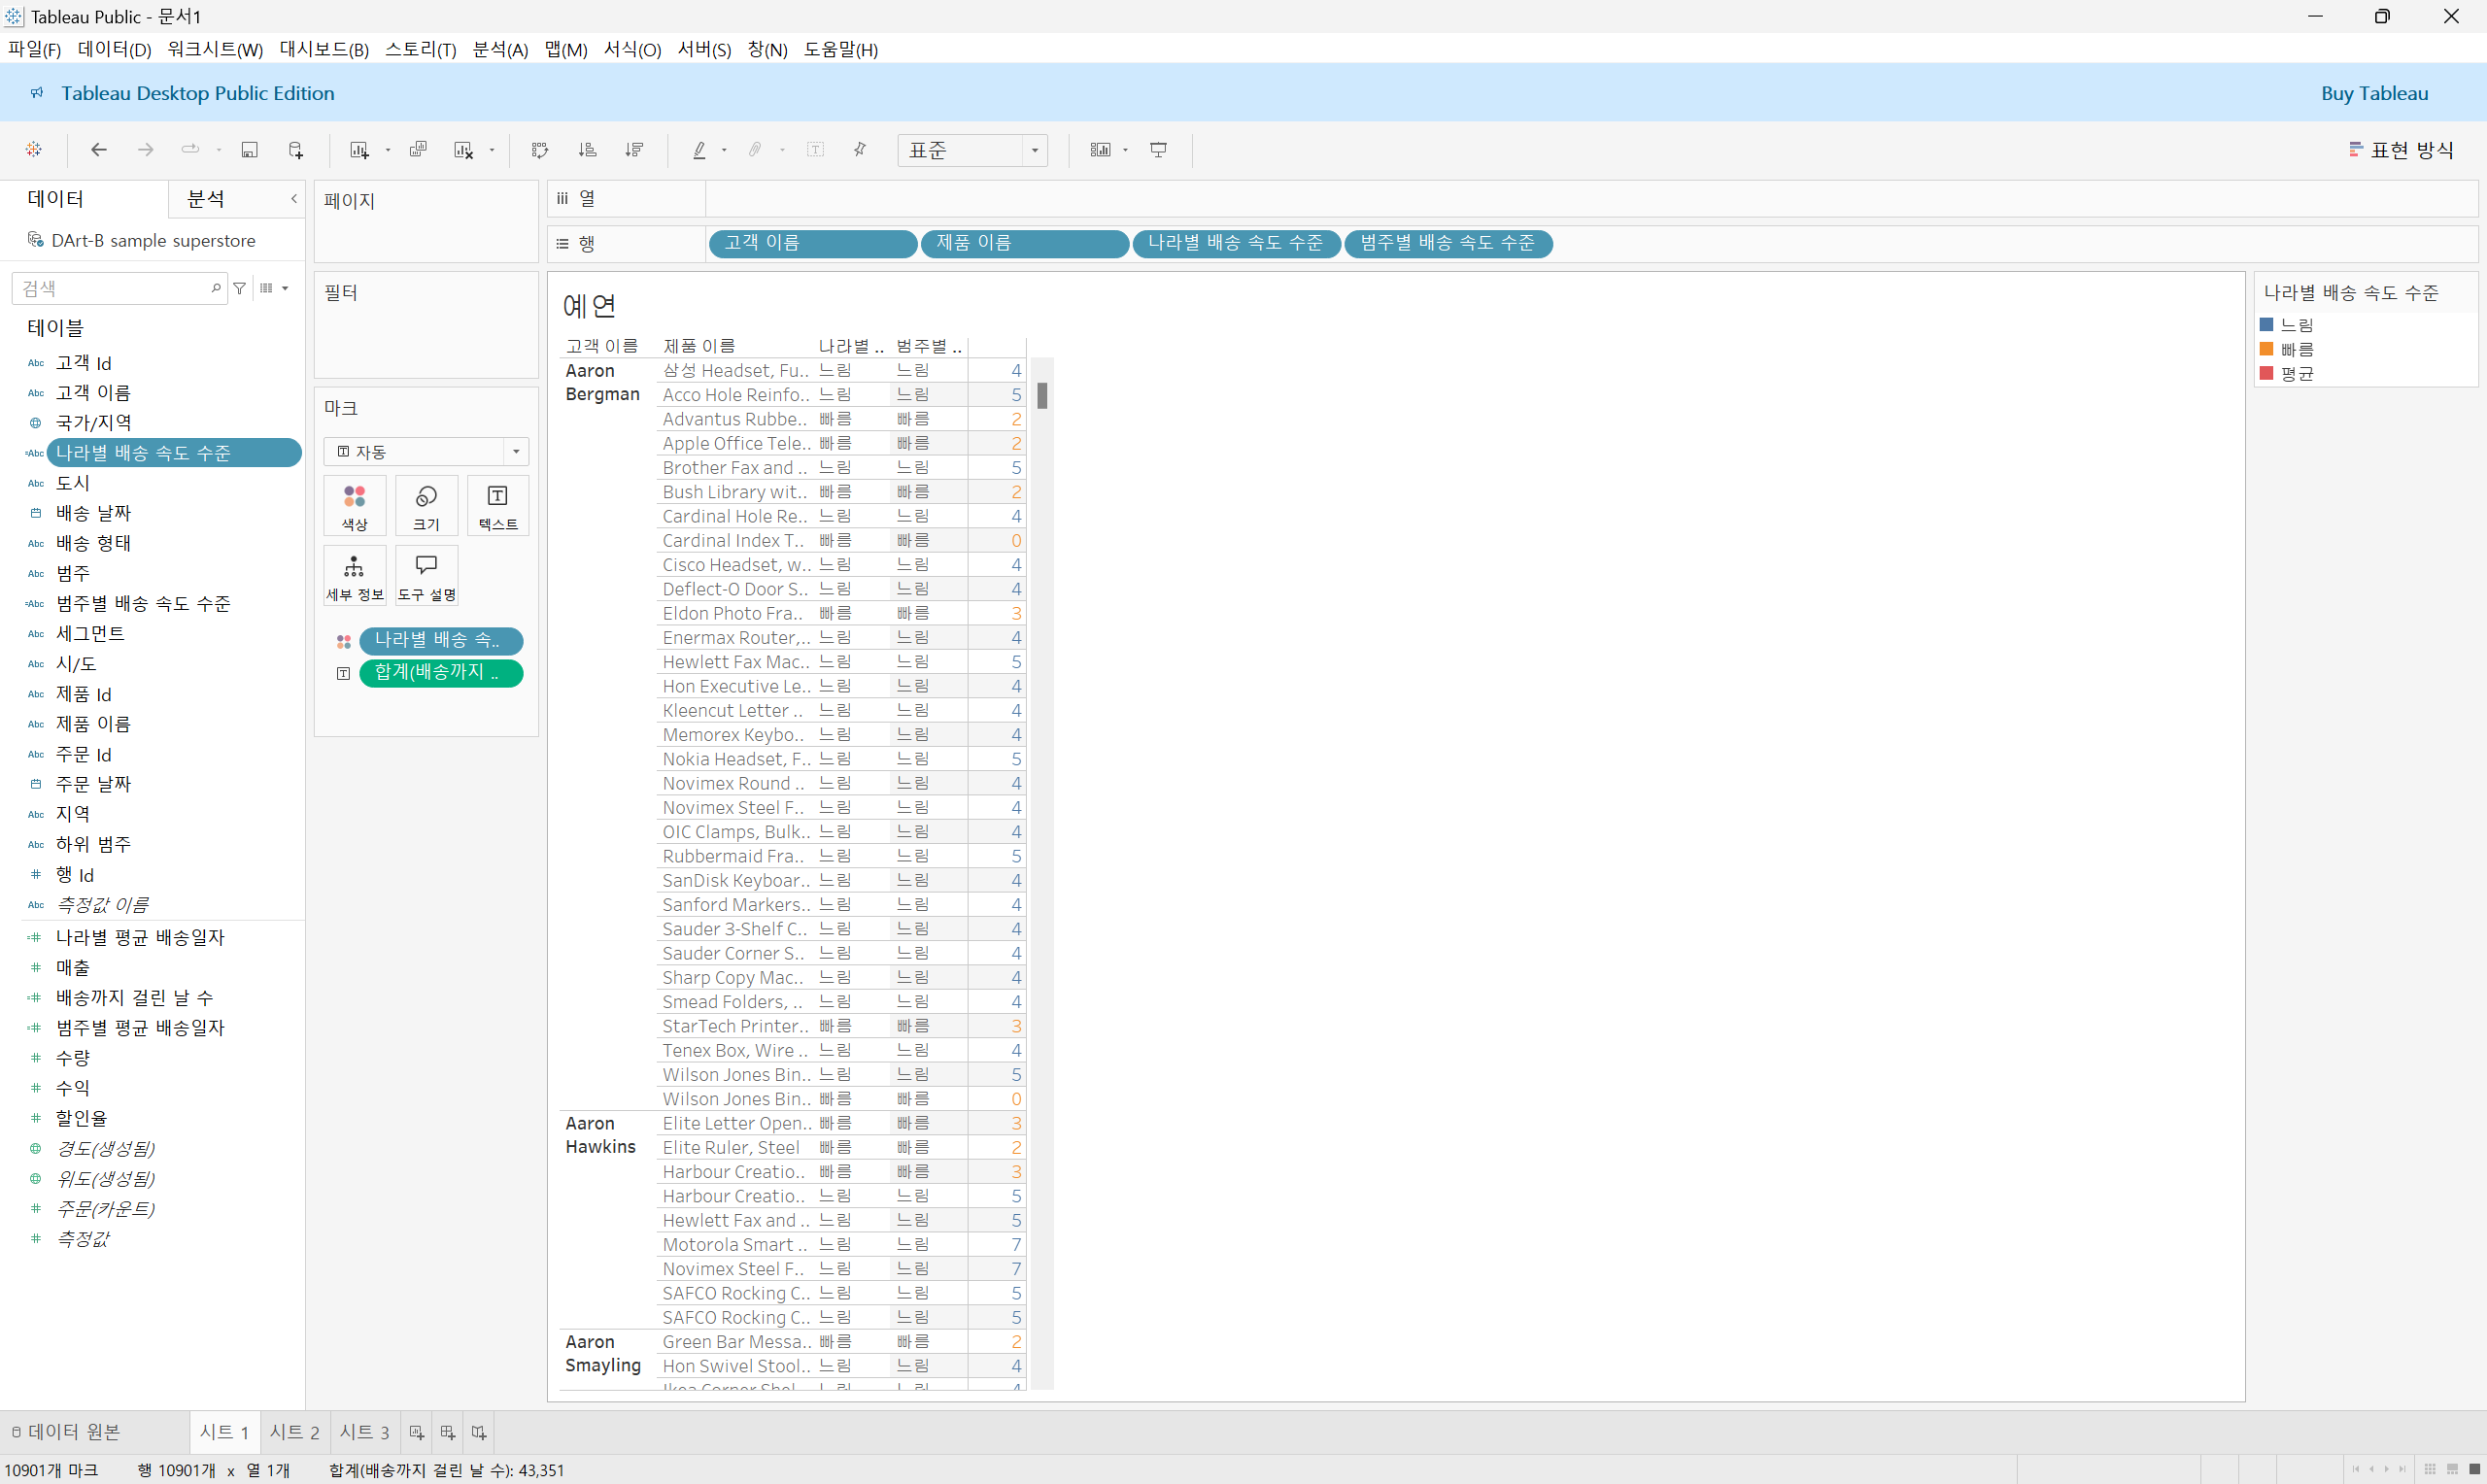 Tableau Public - 문서1
파일(F) 데이터(D) 워크시트(W) 대시보드(B) 스토리(T) 분석(A) 맵(M) 서식(O) 서버(S) 창(N) 도움말(H)
Tableau Desktop Public Edition
Buy Tableau
표준
표현 방식
데이터
분석
DArt-B sample superstore
검색
테이블
Abc 고객 Id
Abc 고객 이름
국가/지역
=Abc 나라별 배송 속도 수준
Abc 도시
배송 날짜
Abc 배송 형태
Abc 범주
=Abc 범주별 배송 속도 수준
Abc 세그먼트
Abc 시/도
Abc 제품 Id
Abc 제품 이름
Abc 주문 Id
주문 날짜
Abc 지역
Abc 하위 범주
# 행 Id
Abc 측정값 이름
=# 나라별 평균 배송일자
# 매출
=# 배송까지 걸린 날 수
=# 범주별 평균 배송일자
# 수량
# 수익
# 할인율
경도(생성됨)
위도(생성됨)
# 주문(카운트)
# 측정값
페이지
필터
마크
자동
색상
크기
텍스트
세부 정보
도구 설명
나라별 배송 속..
합계(배송까지 ..
열
행
고객 이름
제품 이름
나라별 배송 속도 수준
범주별 배송 속도 수준
예연
고객 이름 제품 이름 나라별 .. 범주별 ..
Aaron Bergman
삼성 Headset, Fu.. 느림 느림 4
Acco Hole Reinfo.. 느림 느림 5
Advantus Rubbe.. 빠름 빠름 2
Apple Office Tele.. 빠름 빠름 2
Brother Fax and .. 느림 느림 5
Bush Library wit.. 빠름 빠름 2
Cardinal Hole Re.. 느림 느림 4
Cardinal Index T.. 빠름 빠름 0
Cisco Headset, w.. 느림 느림 4
Deflect-O Door S.. 느림 느림 4
Eldon Photo Fra.. 빠름 빠름 3
Enermax Router,.. 느림 느림 4
Hewlett Fax Mac.. 느림 느림 5
Hon Executive Le.. 느림 느림 4
Kleencut Letter .. 느림 느림 4
Memorex Keybo.. 느림 느림 4
Nokia Headset, F.. 느림 느림 5
Novimex Round .. 느림 느림 4
Novimex Steel F.. 느림 느림 4
OIC Clamps, Bulk.. 느림 느림 4
Rubbermaid Fra.. 느림 느림 5
SanDisk Keyboar.. 느림 느림 4
Sanford Markers.. 느림 느림 4
Sauder 3-Shelf C.. 느림 느림 4
Sauder Corner S.. 느림 느림 4
Sharp Copy Mac.. 느림 느림 4
Smead Folders, .. 느림 느림 4
StarTech Printer.. 빠름 빠름 3
Tenex Box, Wire .. 느림 느림 4
Wilson Jones Bin.. 느림 느림 5
Wilson Jones Bin.. 빠름 빠름 0
Aaron Hawkins
Elite Letter Open.. 빠름 빠름 3
Elite Ruler, Steel 빠름 빠름 2
Harbour Creatio.. 빠름 빠름 3
Harbour Creatio.. 느림 느림 5
Hewlett Fax and .. 느림 느림 5
Motorola Smart .. 느림 느림 7
Novimex Steel F.. 느림 느림 7
SAFCO Rocking C.. 느림 느림 5
SAFCO Rocking C.. 느림 느림 5
Aaron Smayling
Green Bar Messa.. 빠름 빠름 2
Hon Swivel Stool.. 느림 느림 4
나라별 배송 속도 수준
느림
빠름
평균
데이터 원본
시트 1
시트 2
시트 3
10901개 마크 행 10901개 x 열 1개 합계(배송까지 걸린 날 수): 43,351